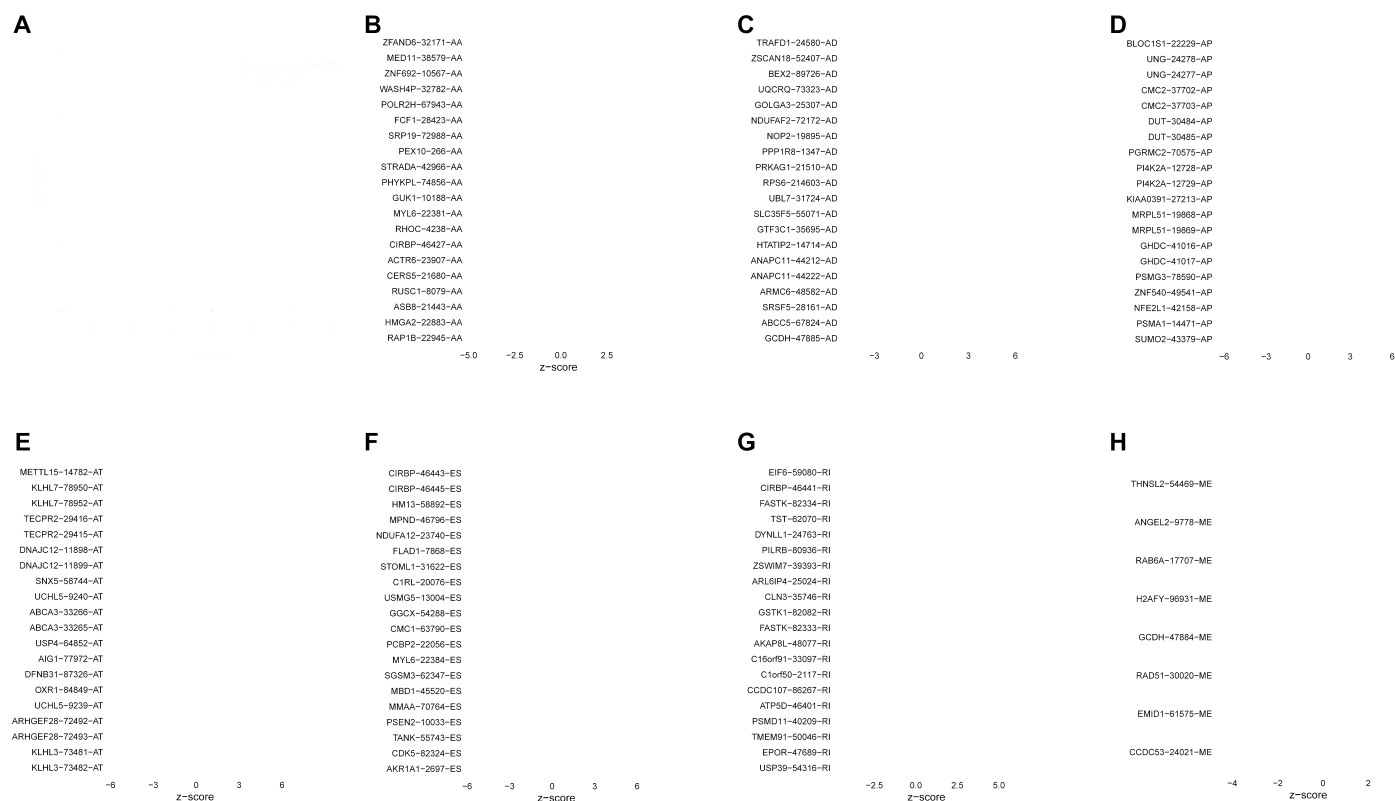 A
B
ZFAND6−32171−AA
MED11−38579−AA
ZNF692−10567−AA
WASH4P−32782−AA
POLR2H−67943−AA
FCF1−28423−AA
SRP19−72988−AA
PEX10−266−AA
STRADA−42966−AA
PHYKPL−74856−AA
GUK1−10188−AA
MYL6−22381−AA
RHOC−4238−AA
CIRBP−46427−AA
ACTR6−23907−AA
CERS5−21680−AA
RUSC1−8079−AA
ASB8−21443−AA
HMGA2−22883−AA
RAP1B−22945−AA
−5.0 −2.5 0.0 2.5
z−score
C
TRAFD1−24580−AD
ZSCAN18−52407−AD
BEX2−89726−AD
UQCRQ−73323−AD
GOLGA3−25307−AD
NDUFAF2−72172−AD
NOP2−19895−AD
PPP1R8−1347−AD
PRKAG1−21510−AD
RPS6−214603−AD
UBL7−31724−AD
SLC35F5−55071−AD
GTF3C1−35695−AD
HTATIP2−14714−AD
ANAPC11−44212−AD
ANAPC11−44222−AD
ARMC6−48582−AD
SRSF5−28161−AD
ABCC5−67824−AD
GCDH−47885−AD
−3 0 3 6
D
BLOC1S1−22229−AP
UNG−24278−AP
UNG−24277−AP
CMC2−37702−AP
CMC2−37703−AP
DUT−30484−AP
DUT−30485−AP
PGRMC2−70575−AP
PI4K2A−12728−AP
PI4K2A−12729−AP
KIAA0391−27213−AP
MRPL51−19868−AP
MRPL51−19869−AP
GHDC−41016−AP
GHDC−41017−AP
PSMG3−78590−AP
ZNF540−49541−AP
NFE2L1−42158−AP
PSMA1−14471−AP
SUMO2−43379−AP
−6 −3 0 3 6
E
METTL15−14782−AT
KLHL7−78950−AT
KLHL7−78952−AT
TECPR2−29416−AT
TECPR2−29415−AT
DNAJC12−11898−AT
DNAJC12−11899−AT
SNX5−58744−AT
UCHL5−9240−AT
ABCA3−33266−AT
ABCA3−33265−AT
USP4−64852−AT
AIG1−77972−AT
DFNB31−87326−AT
OXR1−84849−AT
UCHL5−9239−AT
ARHGEF28−72492−AT
ARHGEF28−72493−AT
KLHL3−73481−AT
KLHL3−73482−AT
−6 −3 0 3 6
z−score
F
CIRBP−46443−ES
CIRBP−46445−ES
HM13−58892−ES
MPND−46796−ES
NDUFA12−23740−ES
FLAD1−7868−ES
STOML1−31622−ES
C1RL−20076−ES
USMG5−13004−ES
GGCX−54288−ES
CMC1−63790−ES
PCBP2−22056−ES
MYL6−22384−ES
SGSM3−62347−ES
MBD1−45520−ES
MMAA−70764−ES
PSEN2−10033−ES
TANK−55743−ES
CDK5−82324−ES
AKR1A1−2697−ES
−6 −3 0 3 6
z−score
G
EIF6−59080−RI
CIRBP−46441−RI
FASTK−82334−RI
TST−62070−RI
DYNLL1−24763−RI
PILRB−80936−RI
ZSWIM7−39393−RI
ARL6IP4−25024−RI
CLN3−35746−RI
GSTK1−82082−RI
FASTK−82333−RI
AKAP8L−48077−RI
C16orf91−33097−RI
C1orf50−2117−RI
CCDC107−86267−RI
ATP5D−46401−RI
PSMD11−40209−RI
TMEM91−50046−RI
EPOR−47689−RI
USP39−54316−RI
−2.5 0.0 2.5 5.0
z−score
H
THNSL2−54469−ME
ANGEL2−9778−ME
RAB6A−17707−ME
H2AFY−96931−ME
GCDH−47884−ME
RAD51−30020−ME
EMID1−61575−ME
CCDC53−24021−ME
−4 −2 0 2
z−score